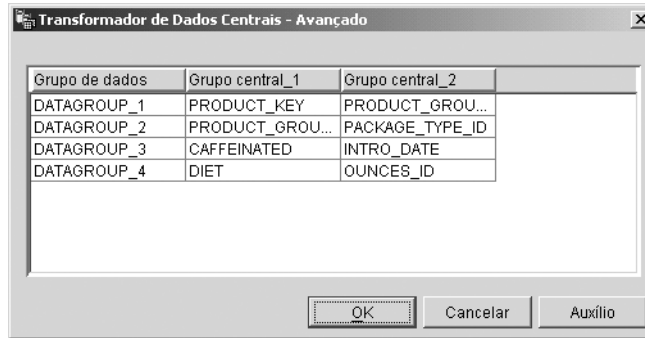 Transformador de Dados Centrais - Avançado
Grupo de dados Grupo central_1 Grupo central_2
DATAGROUP_1 PRODUCT_KEY PRODUCT_GROU...
DATAGROUP_2 PRODUCT_GROU... PACKAGE_TYPE_ID
DATAGROUP_3 CAFFEINATED INTRO_DATE
DATAGROUP_4 DIET OUNCES_ID
OK Cancelar Auxílio